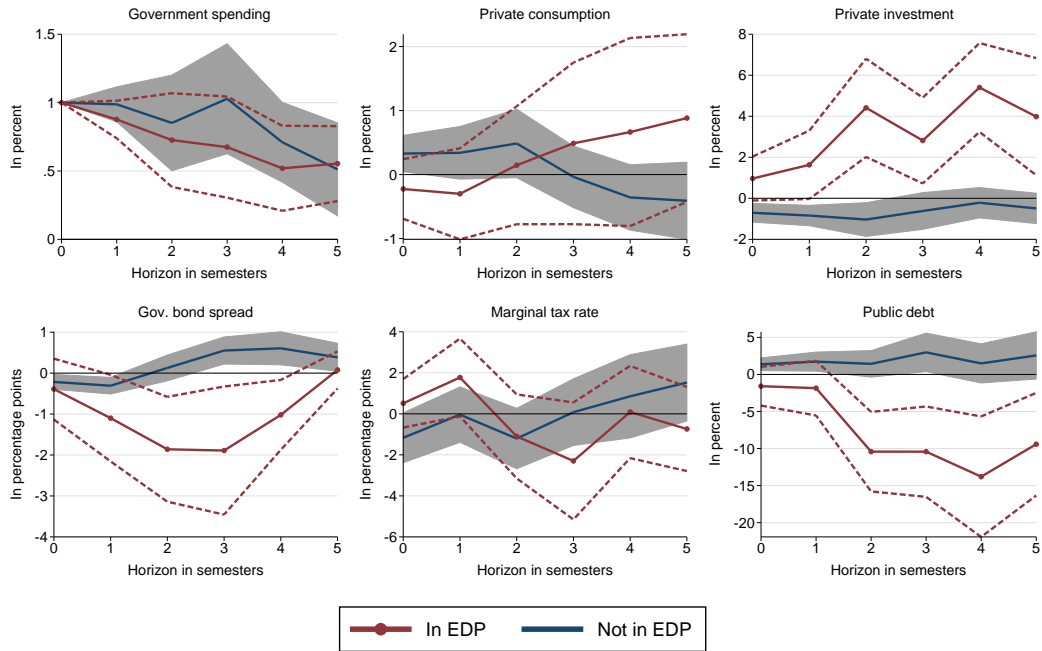 Government spending
In percent
1.5
1
.5
0
0 1 2 3 4 5
Horizon in semesters
Private consumption
In percent
2
1
0
-1
0 1 2 3 4 5
Horizon in semesters
Private investment
In percent
8
6
4
2
0
-2
0 1 2 3 4 5
Horizon in semesters
Gov. bond spread
In percentage points
1
0
-1
-2
-3
-4
0 1 2 3 4 5
Horizon in semesters
Marginal tax rate
In percentage points
4
2
0
-2
-4
-6
0 1 2 3 4 5
Horizon in semesters
Public debt
In percent
5
0
-5
-10
-15
-20
0 1 2 3 4 5
Horizon in semesters
In EDP Not in EDP